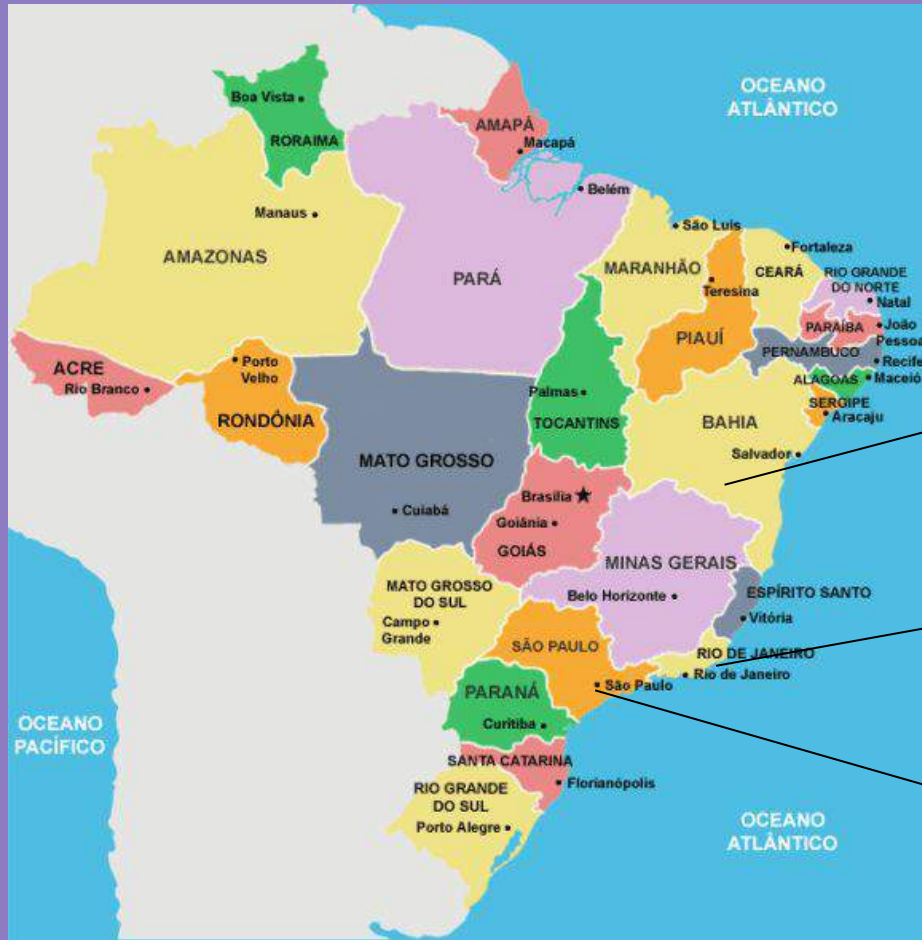 OCEANO
ATLÂNTICO
Boa Vista
RORAIMA
AMAPÁ
Macapá
Belém
Manaus
AMAZONAS
PARÁ
São Luis
MARANHÃO
Fortaleza
CEARÁ
Teresina
PIAUÍ
RIO GRANDE
DO NORTE
Natal
PARAÍBA
João
Pessoa
PERNAMBUCO
Recife
ALAGOAS
Maceió
SERGIPE
Aracaju
ACRE
Rio Branco
Porto
Velho
RONDÔNIA
Palmas
TOCANTINS
BAHIA
Salvador
MATO GROSSO
Cuiabá
Brasilia
Goiânia
GOIÁS
MINAS GERAIS
Belo Horizonte
ESPÍRITO SANTO
Vitória
MATO GROSSO
DO SUL
Campo
Grande
SÃO PAULO
São Paulo
RIO DE JANEIRO
Rio de Janeiro
PARANÁ
Curitiba
SANTA CATARINA
Florianópolis
RIO GRANDE
DO SUL
Porto Alegre
OCEANO
PACÍFICO
OCEANO
ATLÂNTICO